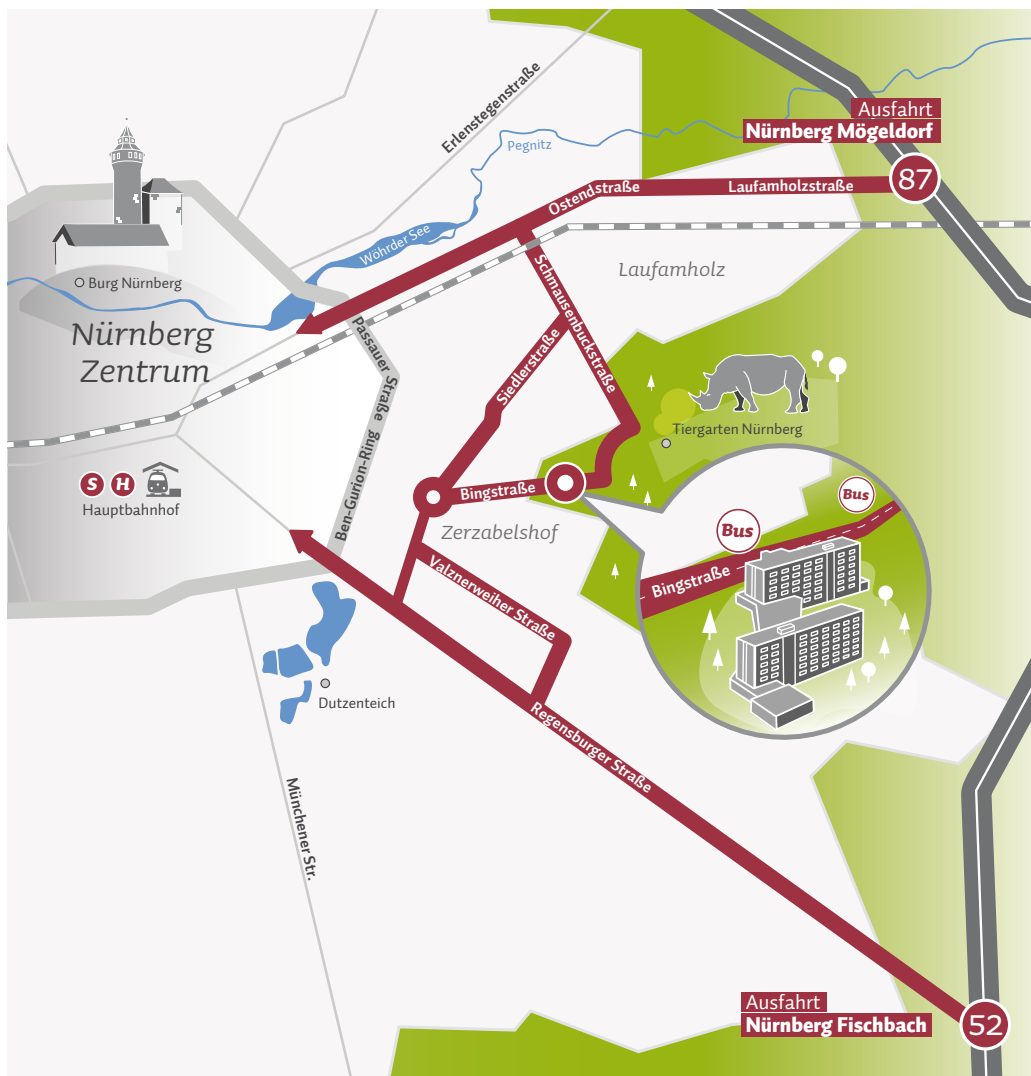 Erlenstegenstraße
Ausfahrt
Nürnberg Mögeldorf
87
Pegnitz
Ostendstraße
Laufamholzstraße
Wöhrder See
Laufamholz
Burg Nürnberg
Nürnberg
Zentrum
Passauer Straße
Schmausenbuckstraße
Siedlerstraße
Tiergarten Nürnberg
Ben-Gurion-Ring
S H
Hauptbahnhof
Bingstraße
Zerzabelshof
Bus
Bus
Bingstraße
Valznerweiher Straße
Dutzenteich
Regensburger Straße
Münchener Str.
Ausfahrt
Nürnberg Fischbach
52